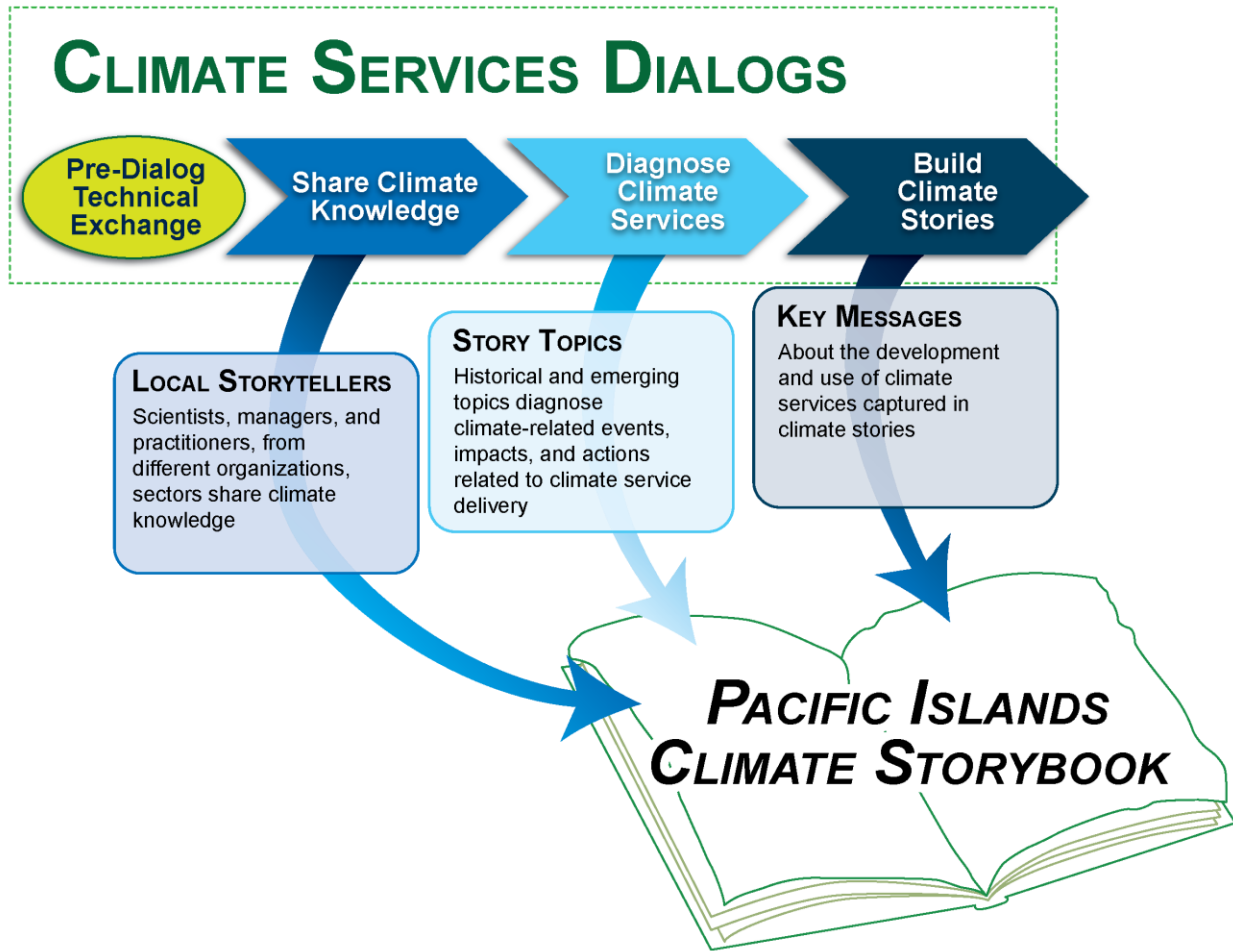 CLIMATE SERVICES DIALOGS
Pre-Dialog
Technical
Exchange
Share Climate
Knowledge
Diagnose
Climate
Services
Build
Climate
Stories
LOCAL STORYTELLERS
Scientists, managers, and
practitioners, from
different organizations,
sectors share climate
knowledge
STORY TOPICS
Historical and emerging
topics diagnose
climate-related events,
impacts, and actions
related to climate service
delivery
KEY MESSAGES
About the development
and use of climate
services captured in
climate stories
PACIFIC ISLANDS
CLIMATE STORYBOOK